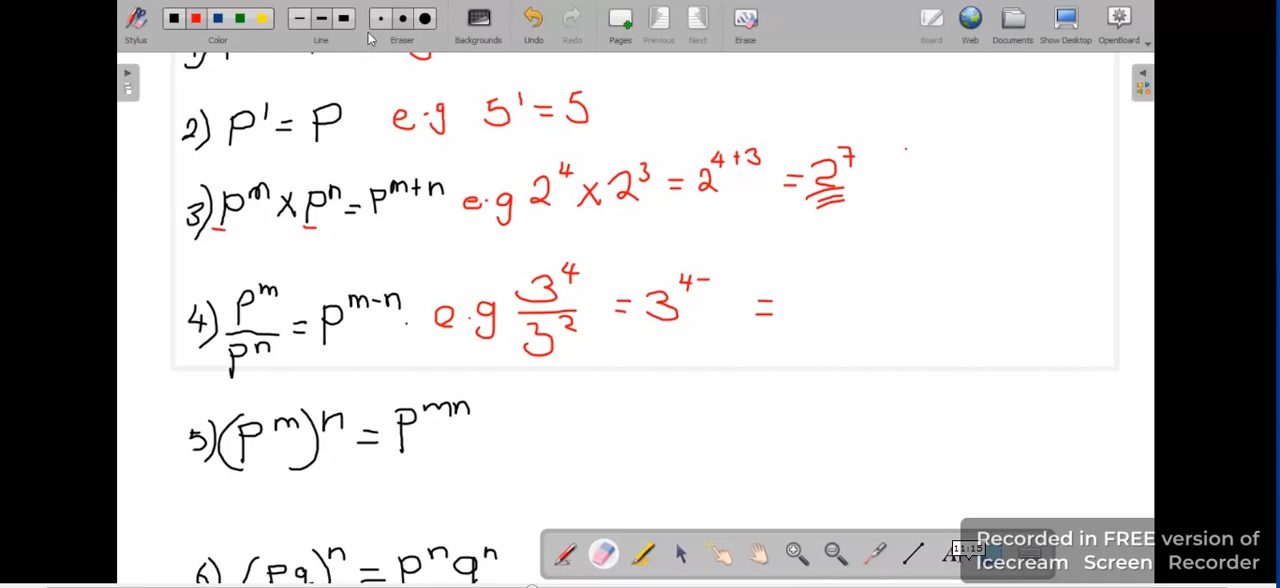 Stylus Color Line Eraser Backgrounds Undo Redo Pages Previous Next Erase Board Web Documents Show Desktop OpenBoard
2) P¹ = P e.g 5¹ = 5
3) pᵐ × pⁿ = pᵐ⁺ⁿ e.g 2⁴ × 2³ = 2⁴⁺³ = 2⁷
4) pᵐ/pⁿ = pᵐ⁻ⁿ. e.g 3⁴/3² = 3⁴⁻ =
5) (pᵐ)ⁿ = pᵐⁿ
6) (pq)ⁿ = pⁿqⁿ
11:15
Recorded in FREE version of
Icecream Screen Recorder